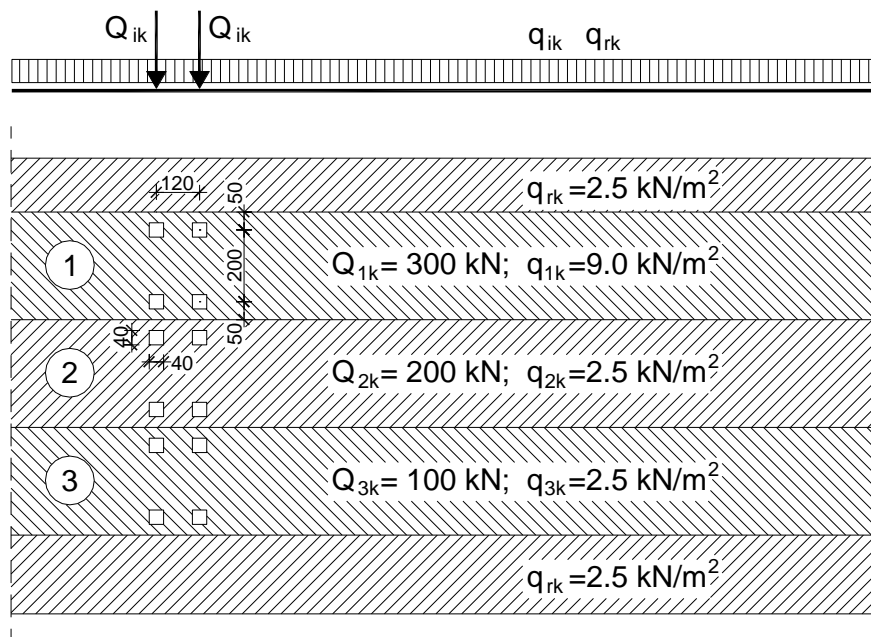 Q ik Q ik q ik q rk
120
50
q rk =2.5 kN/m²
1
200
Q 1k = 300 kN; q 1k =9.0 kN/m²
50
40
40
2
Q 2k = 200 kN; q 2k =2.5 kN/m²
3
Q 3k = 100 kN; q 3k =2.5 kN/m²
q rk =2.5 kN/m²